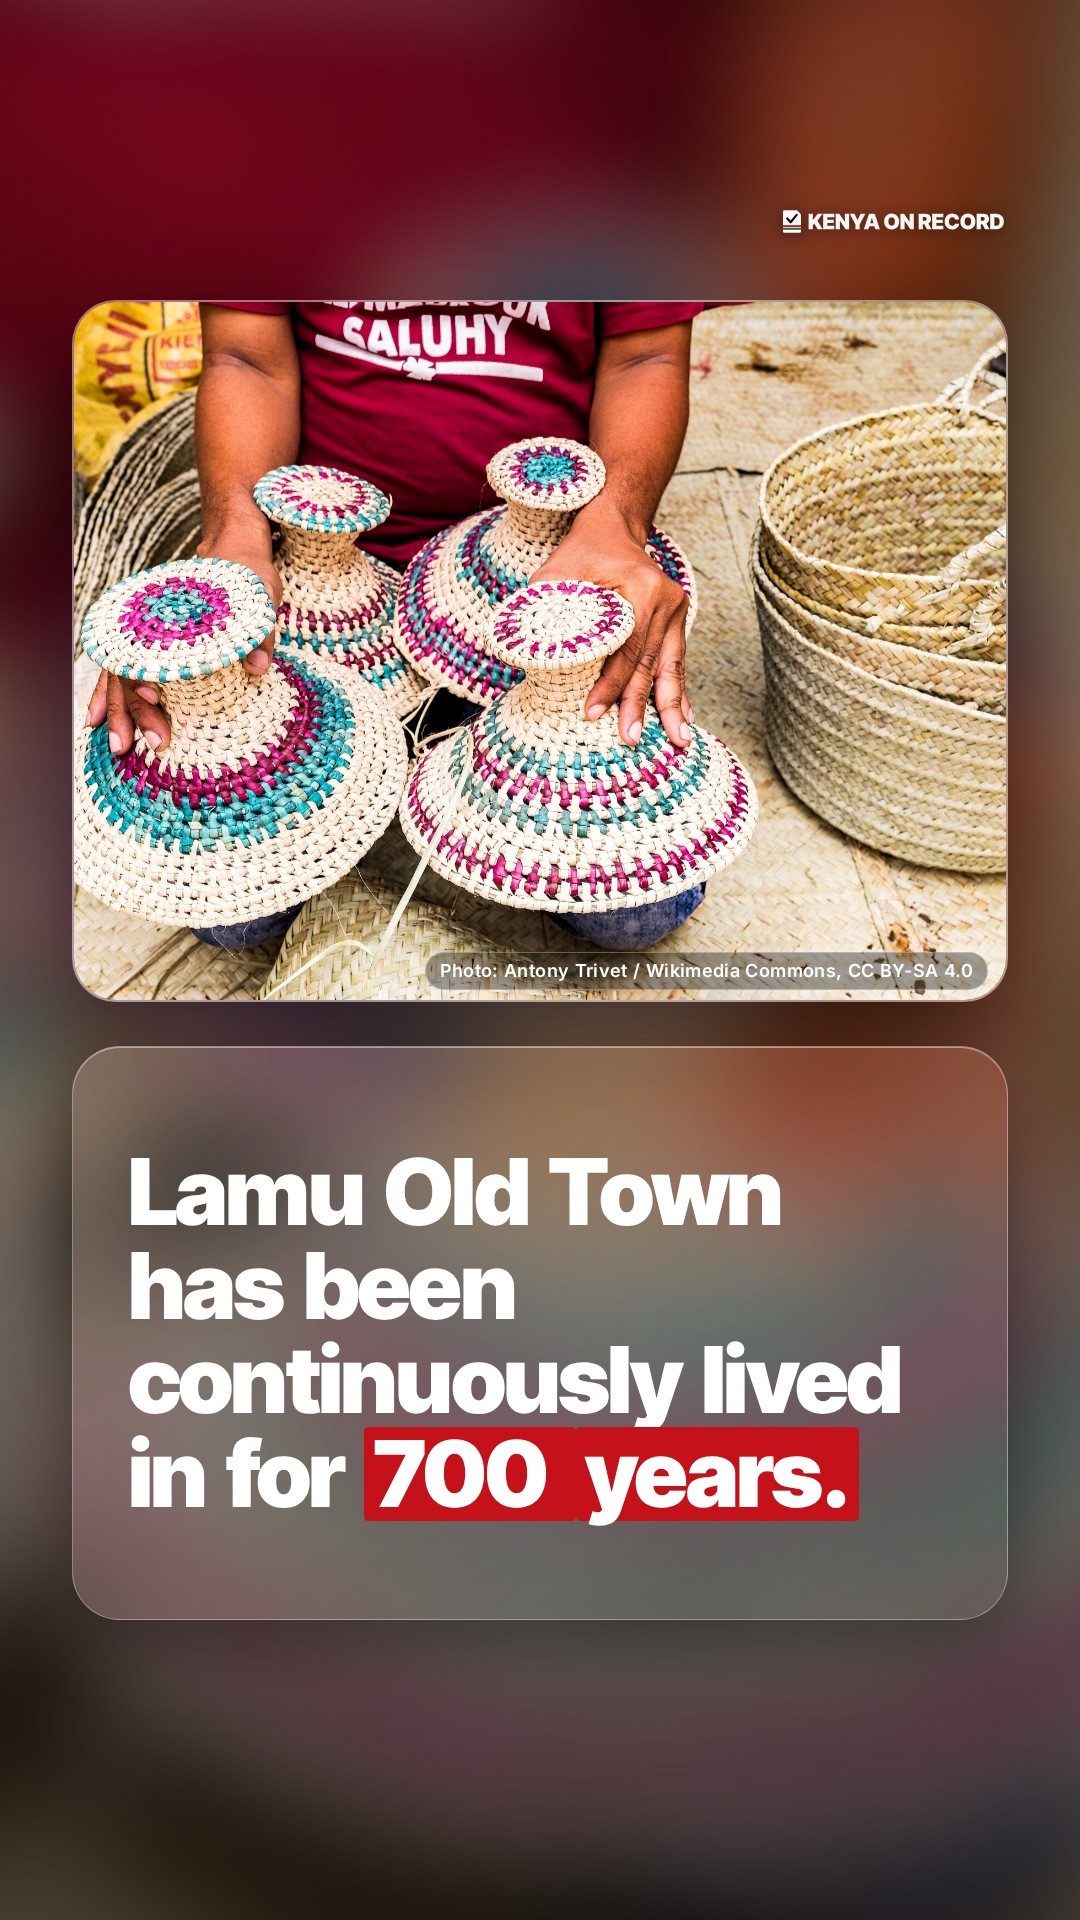 KENYA ON RECORD
SALUHY
KIE
Photo: Antony Trivet / Wikimedia Commons, CC BY-SA 4.0
Lamu Old Town
has been
continuously lived
in for 700 years.